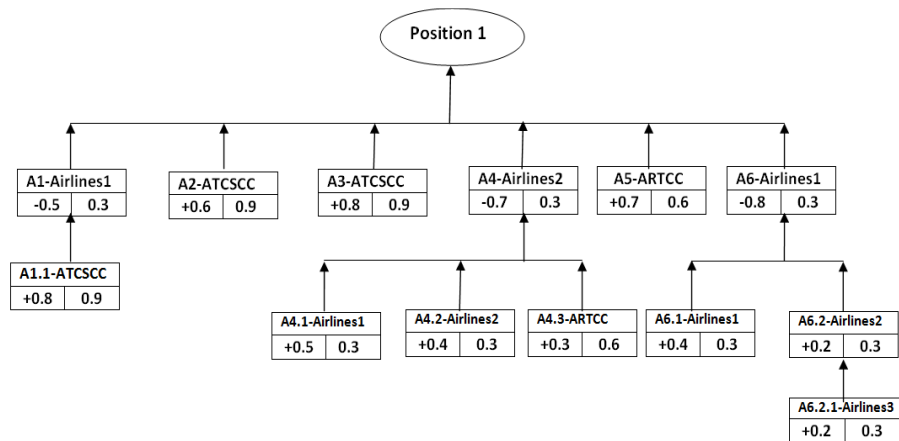 Position 1
A1-Airlines1
-0.5 0.3
A2-ATCSCC
+0.6 0.9
A3-ATCSCC
+0.8 0.9
A4-Airlines2
-0.7 0.3
A5-ARTCC
+0.7 0.6
A6-Airlines1
-0.8 0.3
A1.1-ATCSCC
+0.8 0.9
A4.1-Airlines1
+0.5 0.3
A4.2-Airlines2
+0.4 0.3
A4.3-ARTCC
+0.3 0.6
A6.1-Airlines1
+0.4 0.3
A6.2-Airlines2
+0.2 0.3
A6.2.1-Airlines3
+0.2 0.3